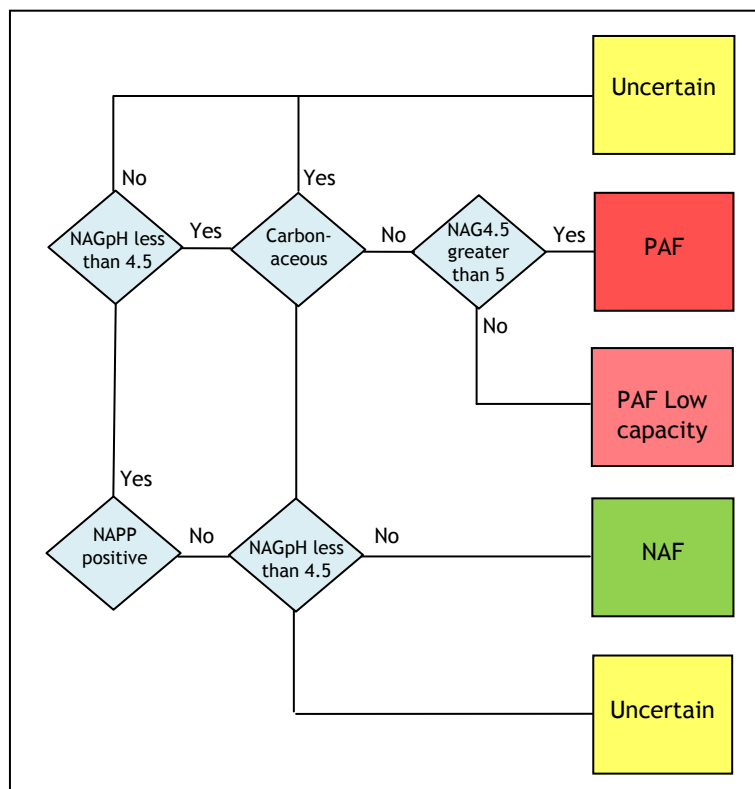 Uncertain
No
Yes
NAGpH less
than 4.5
Yes
Carbon-
aceous
No
NAG4.5
greater
than 5
Yes
PAF
No
PAF Low
capacity
Yes
NAPP
positive
No
NAGpH less
than 4.5
No
NAF
Uncertain